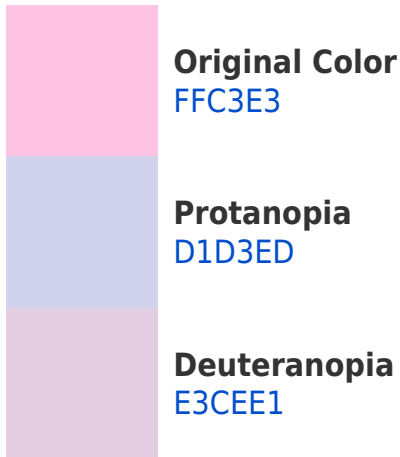 Original Color
FFC3E3
Protanopia
D1D3ED
Deuteranopia
E3CEE1